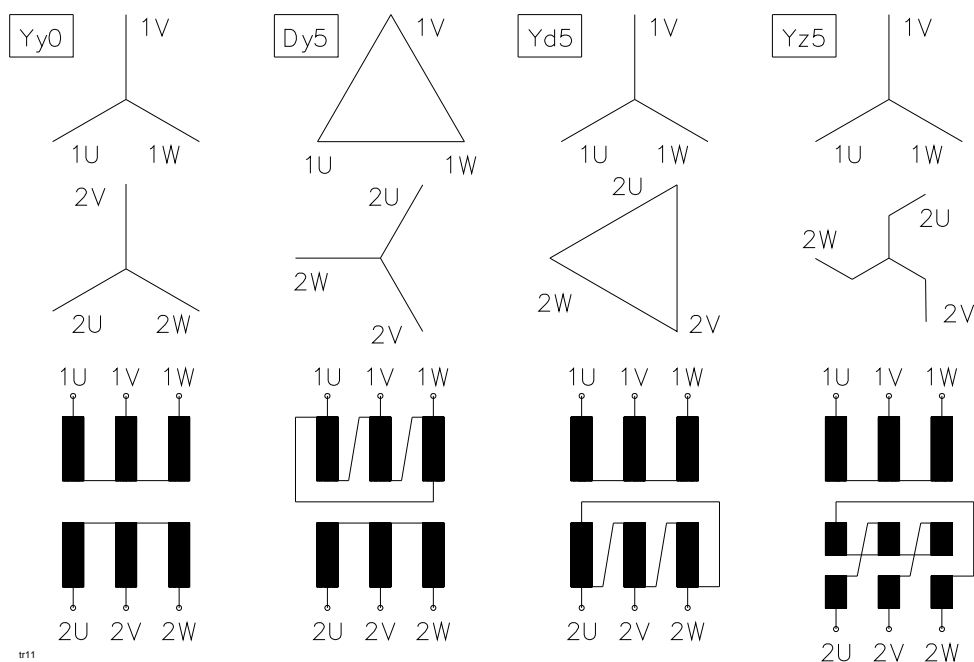 Yy0 1V Dy5 1V Yd5 1V Yz5 1V
1U 1W 1U 1W 1U 1W 1U 1W
2V 2U 2U 2U
2W 2W 2W
2U 2W 2V 2V 2V
1U 1V 1W 1U 1V 1W 1U 1V 1W 1U 1V 1W
2U 2V 2W 2U 2V 2W 2U 2V 2W 2U 2V 2W
tr11